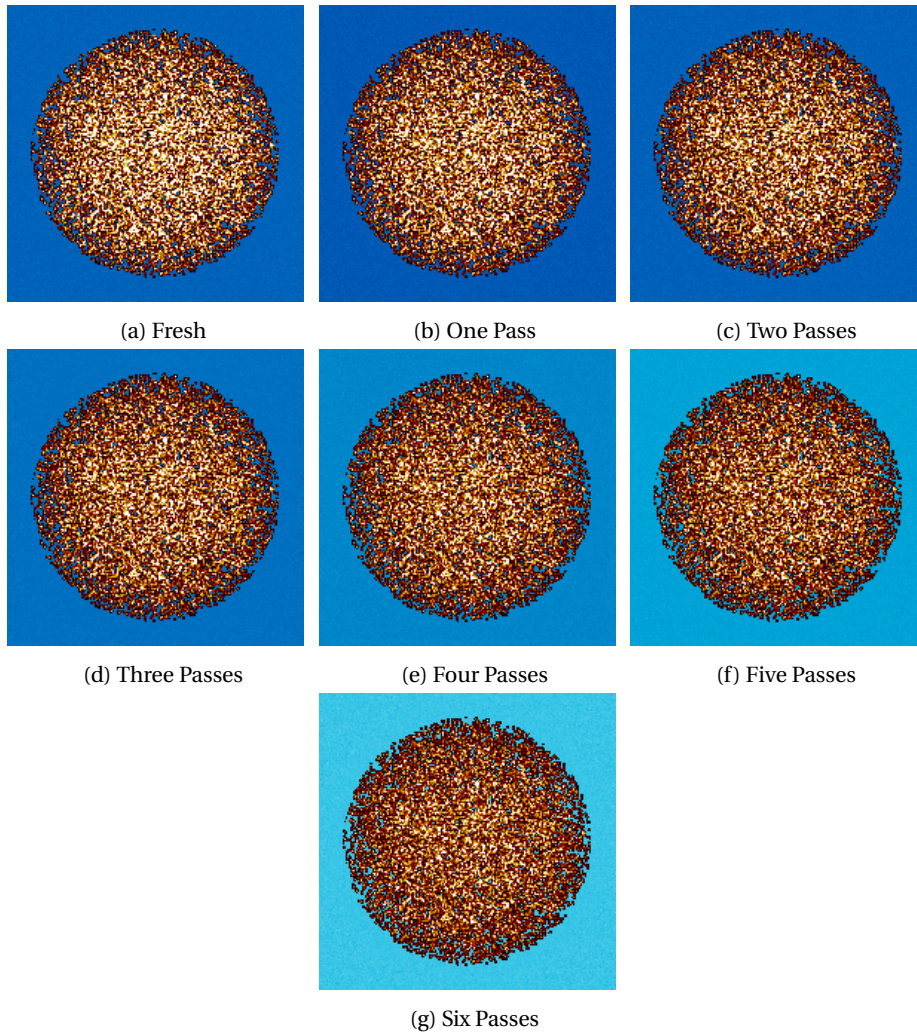 (a) Fresh
(b) One Pass
(c) Two Passes
(d) Three Passes
(e) Four Passes
(f) Five Passes
(g) Six Passes